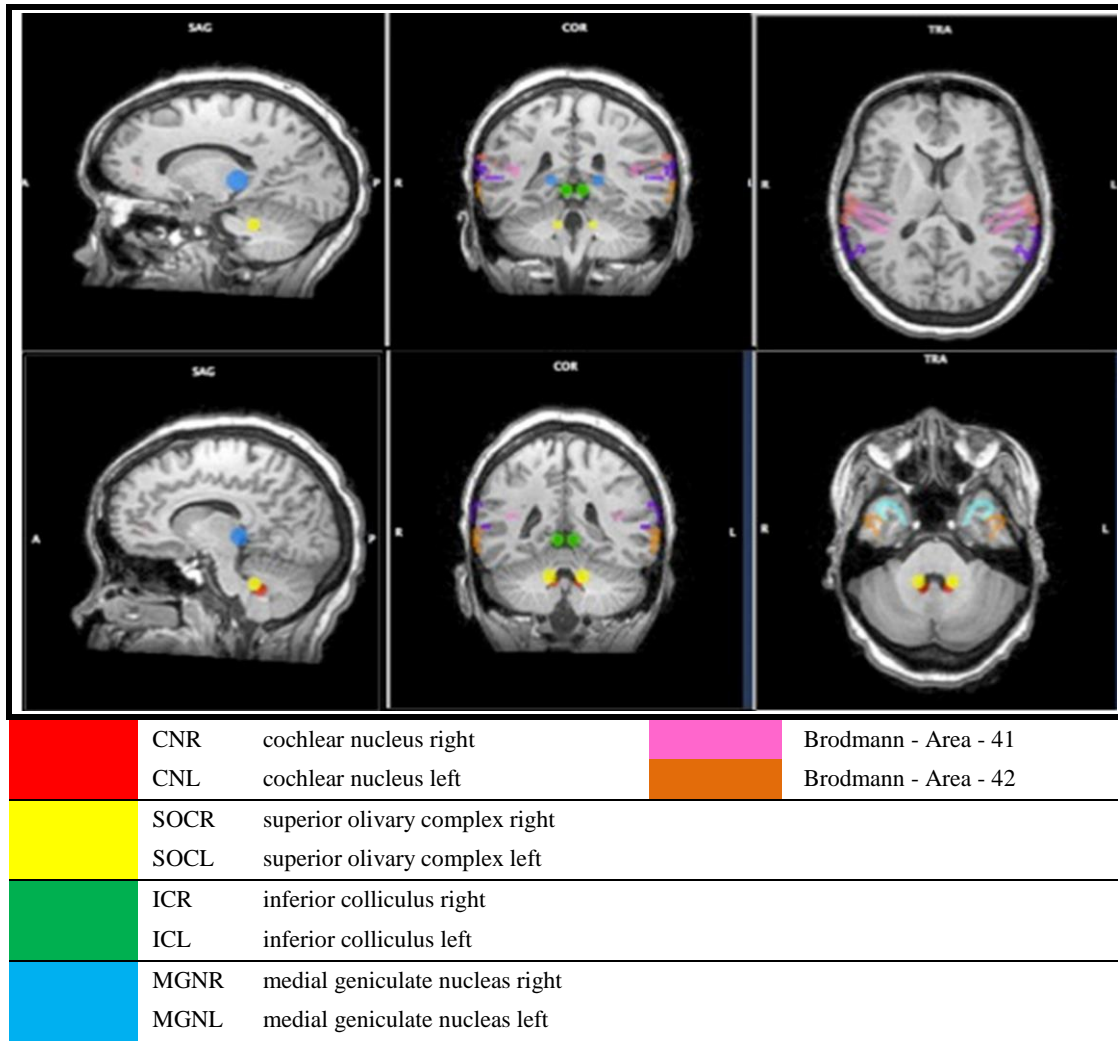 SAG COR TRA
A P R L R L
SAG COR TRA
A P R L R L
CNR cochlear nucleus right Brodmann - Area - 41
CNL cochlear nucleus left Brodmann - Area - 42
SOCR superior olivary complex right
SOCL superior olivary complex left
ICR inferior colliculus right
ICL inferior colliculus left
MGNR medial geniculate nucleas right
MGNL medial geniculate nucleas left